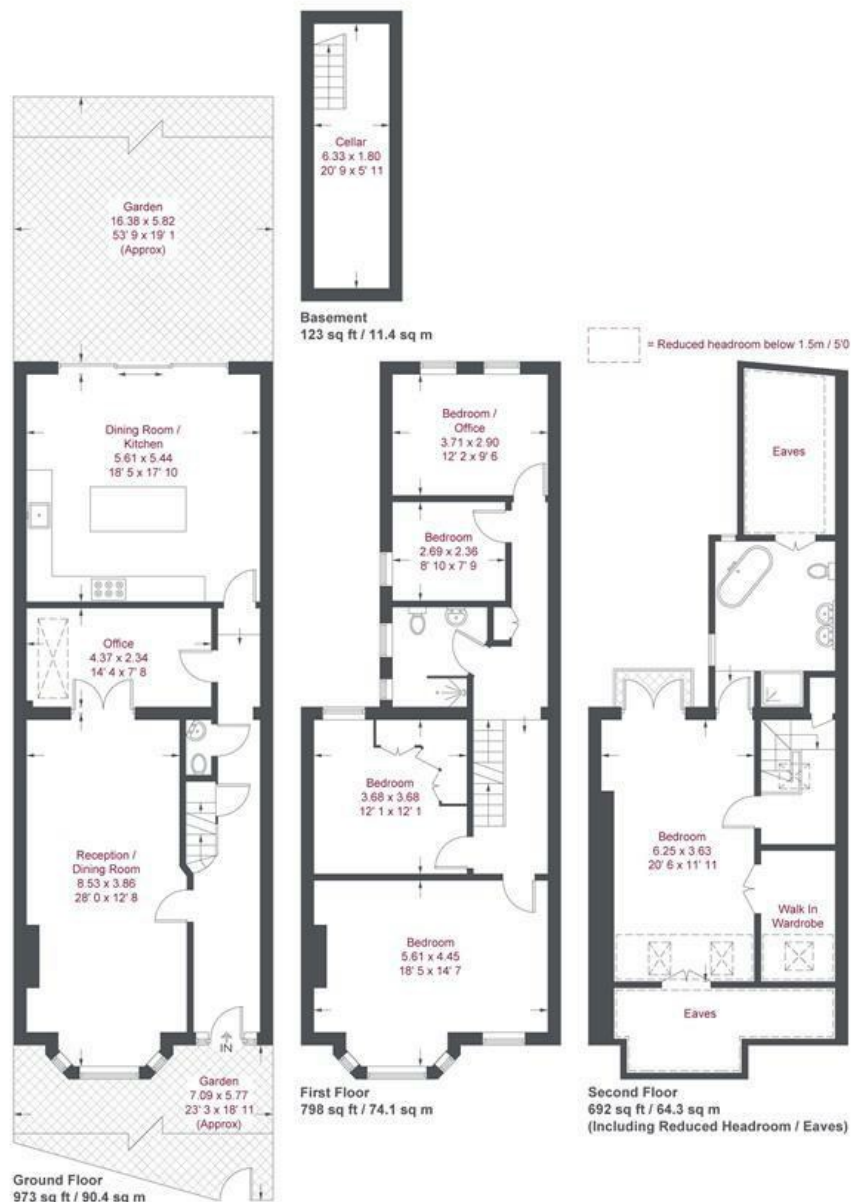 Cellar
6.33 x 1.80
20' 9 x 5' 11
Basement
123 sq ft / 11.4 sq m
Garden
16.38 x 5.82
53' 9 x 19' 1
(Approx)
Dining Room /
Kitchen
5.61 x 5.44
18' 5 x 17' 10
Office
4.37 x 2.34
14' 4 x 7' 8
Reception /
Dining Room
8.53 x 3.86
28' 0 x 12' 8
IN
Garden
7.09 x 5.77
23' 3 x 18' 11
(Approx)
Ground Floor
973 sq ft / 90.4 sq m
Bedroom /
Office
3.71 x 2.90
12' 2 x 9' 6
Bedroom
2.69 x 2.36
8' 10 x 7' 9
Bedroom
3.68 x 3.68
12' 1 x 12' 1
Bedroom
5.61 x 4.45
18' 5 x 14' 7
First Floor
798 sq ft / 74.1 sq m
= Reduced headroom below 1.5m / 5'0
Eaves
Bedroom
6.25 x 3.63
20' 6 x 11' 11
Walk In
Wardrobe
Eaves
Second Floor
692 sq ft / 64.3 sq m
(Including Reduced Headroom / Eaves)